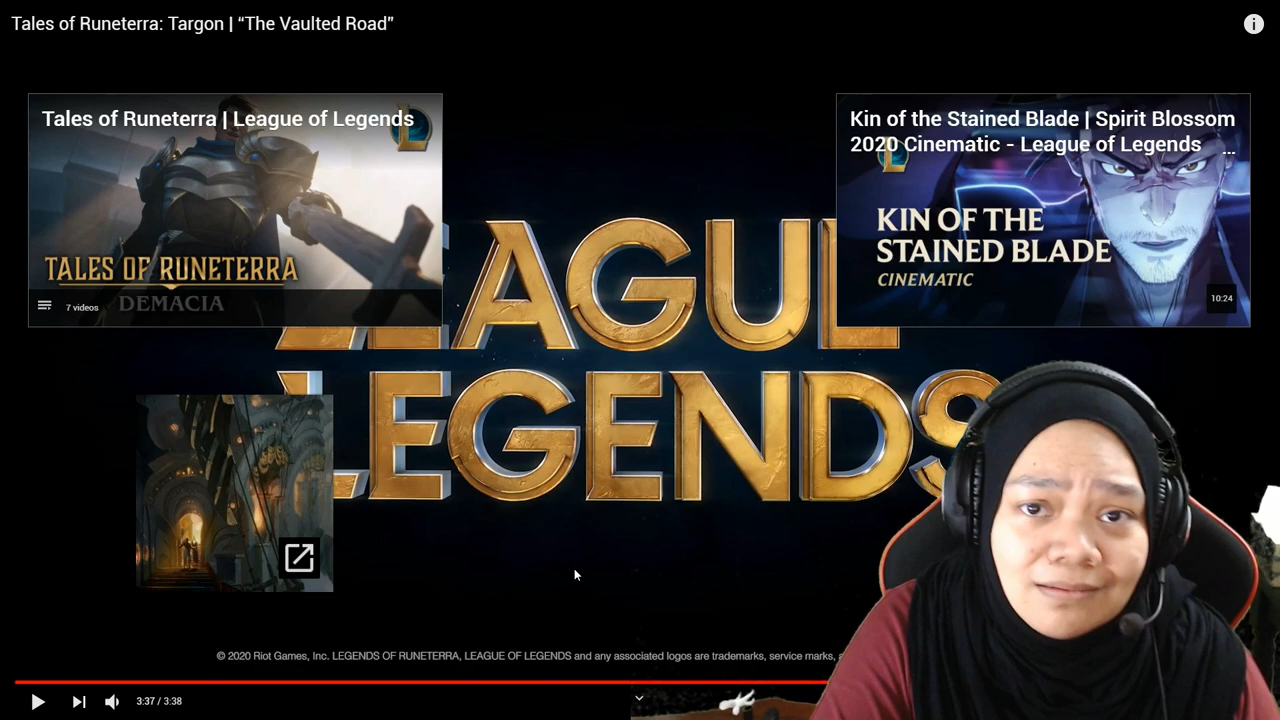 Tales of Runeterra: Targon | “The Vaulted Road”
Tales of Runeterra | League of Legends
TALES OF RUNETERRA
DEMACIA
7 videos
Kin of the Stained Blade | Spirit Blossom
2020 Cinematic - League of Legends ...
KIN OF THE
STAINED BLADE
CINEMATIC
10:24
LEAGUE
LEGENDS
© 2020 Riot Games, Inc. LEGENDS OF RUNETERRA, LEAGUE OF LEGENDS and any associated logos are trademarks, service marks,
3:37 / 3:38